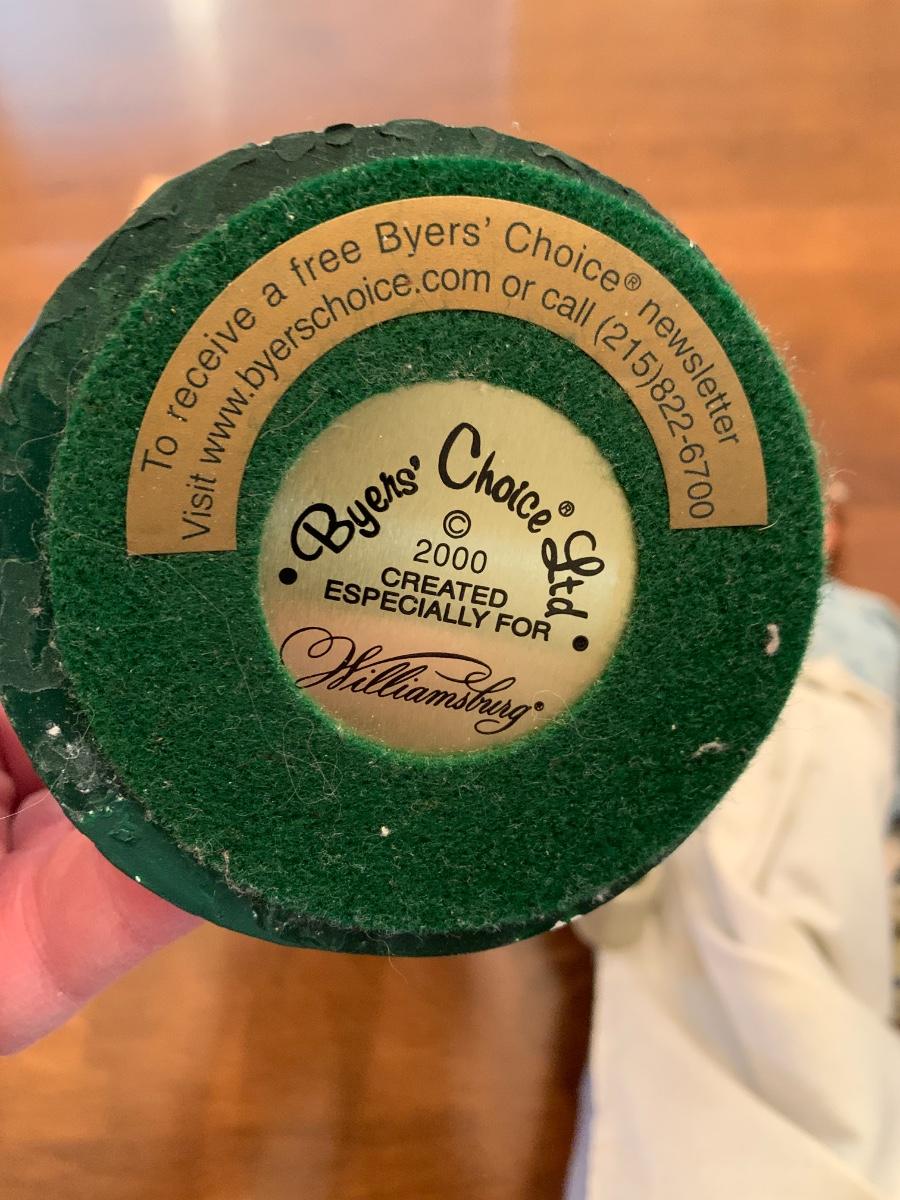 To receive a free Byers' Choice® newsletter
Visit www.byerschoice.com or call (215)822-6700
Byers' Choice® Ltd
©
2000
CREATED
ESPECIALLY FOR
Williamsburg®